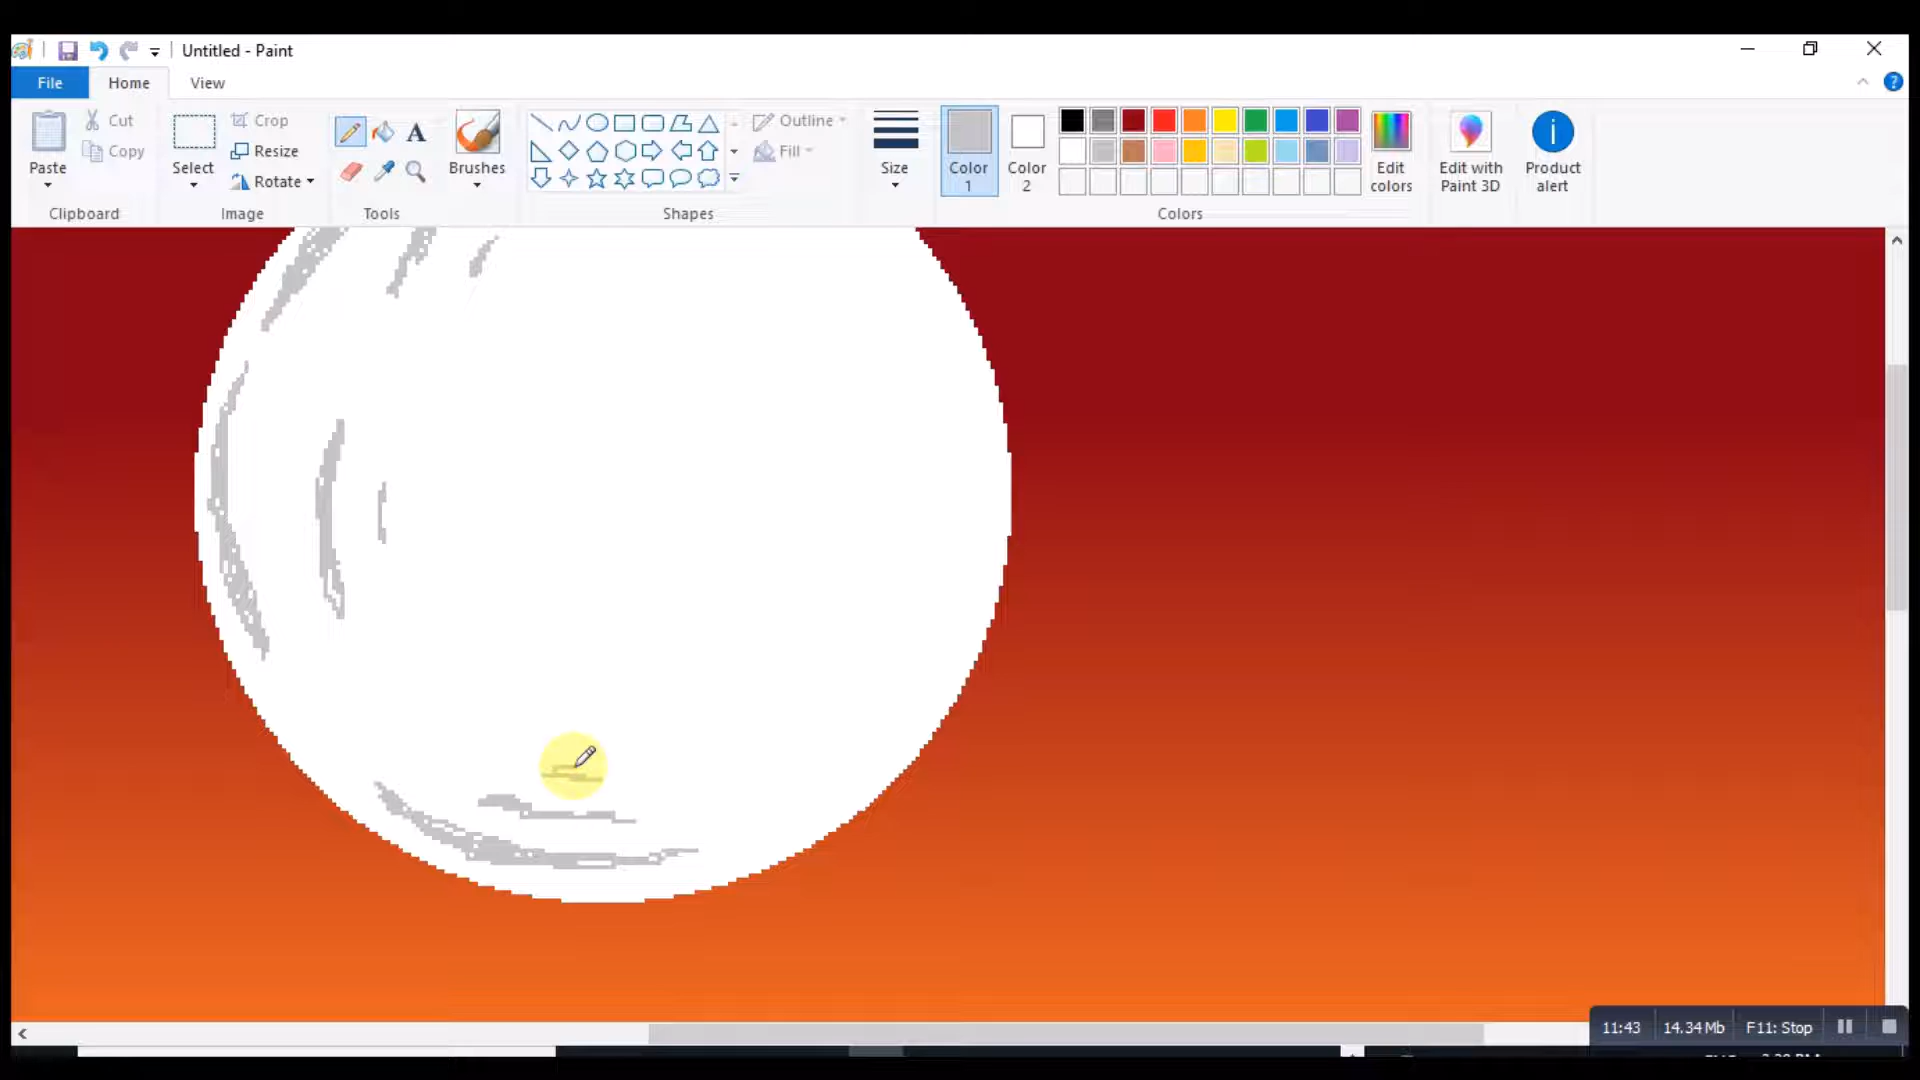 Untitled - Paint
File Home View
Paste
Cut
Copy
Clipboard
Select
Crop
Resize
Rotate
Image
A
Tools
Brushes
Shapes
Outline
Fill
Size
Color
1
Color
2
Colors
Edit
colors
Edit with
Paint 3D
Product
alert
11:43 14.34 Mb F11: Stop